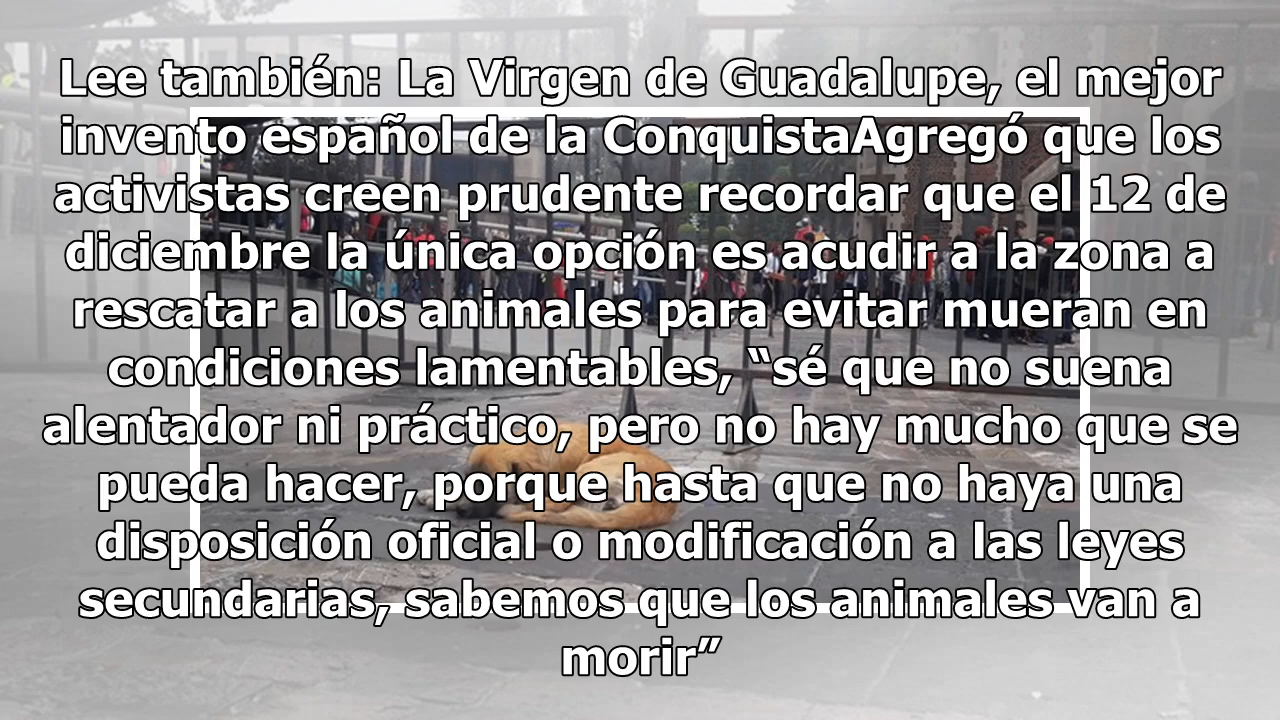 Lee también: La Virgen de Guadalupe, el mejor
invento español de la ConquistaAgregó que los
activistas creen prudente recordar que el 12 de
diciembre la única opción es acudir a la zona a
rescatar a los animales para evitar mueran en
condiciones lamentables, “sé que no suena
alentador ni práctico, pero no hay mucho que se
pueda hacer, porque hasta que no haya una
disposición oficial o modificación a las leyes
secundarias, sabemos que los animales van a
morir”